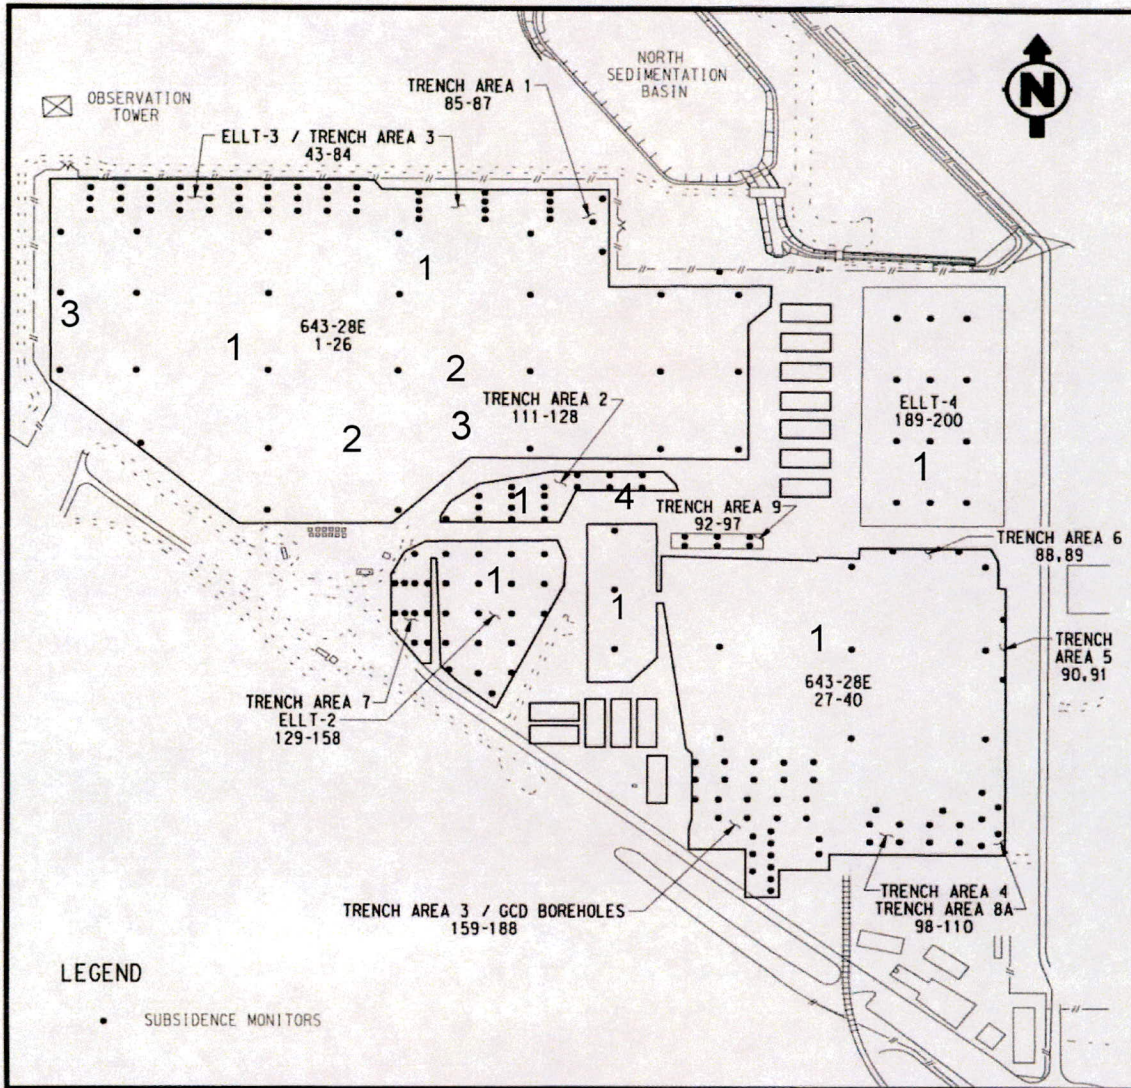 NORTH
SEDIMENTATION
BASIN
N
OBSERVATION
TOWER
TRENCH AREA 1
85-87
ELLT-3 / TRENCH AREA 3
43-84
1
3
643-28E
1-26
1
2
TRENCH AREA 2
111-128
3
2
ELLT-4
189-200
1
1
4
TRENCH AREA 9
92-97
TRENCH AREA 6
88,89
1
1
1
TRENCH
AREA 5
90,91
643-28E
27-40
TRENCH AREA 7
ELLT-2
129-158
TRENCH AREA 4
TRENCH AREA 8A
98-110
TRENCH AREA 3 / GCD BOREHOLES
159-188
LEGEND
SUBSIDENCE MONITORS